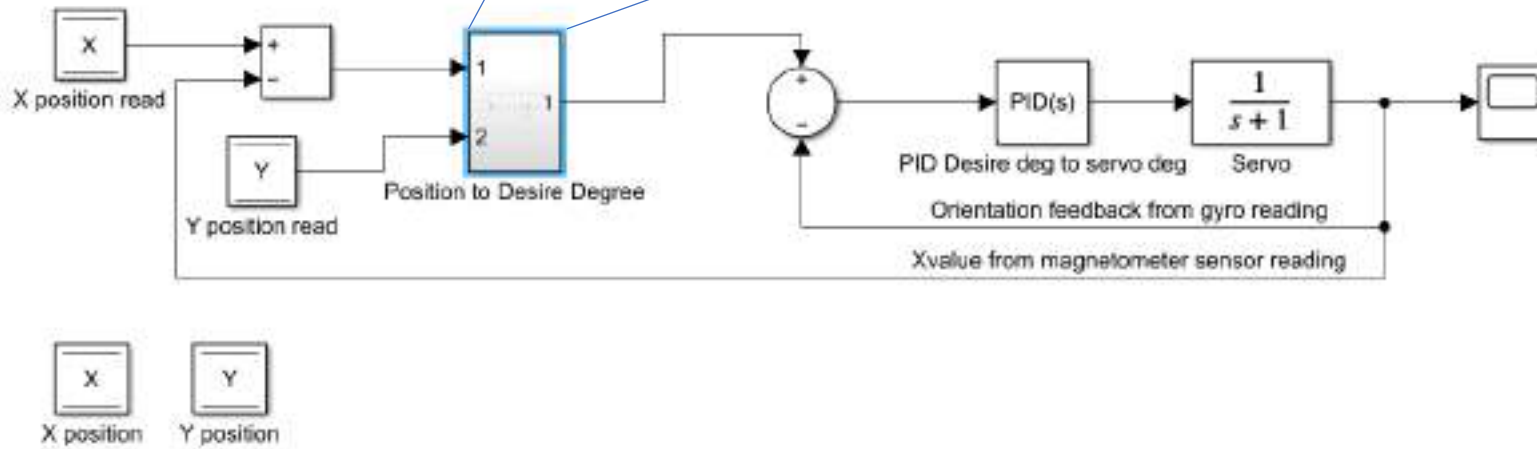 X
+
−
X position read
Y
Y position read
1
2
1
Position to Desire Degree
+
−
PID(s)
PID Desire deg to servo deg
1
s + 1
Servo
Orientation feedback from gyro reading
Xvalue from magnetometer sensor reading
X
Y
X position
Y position